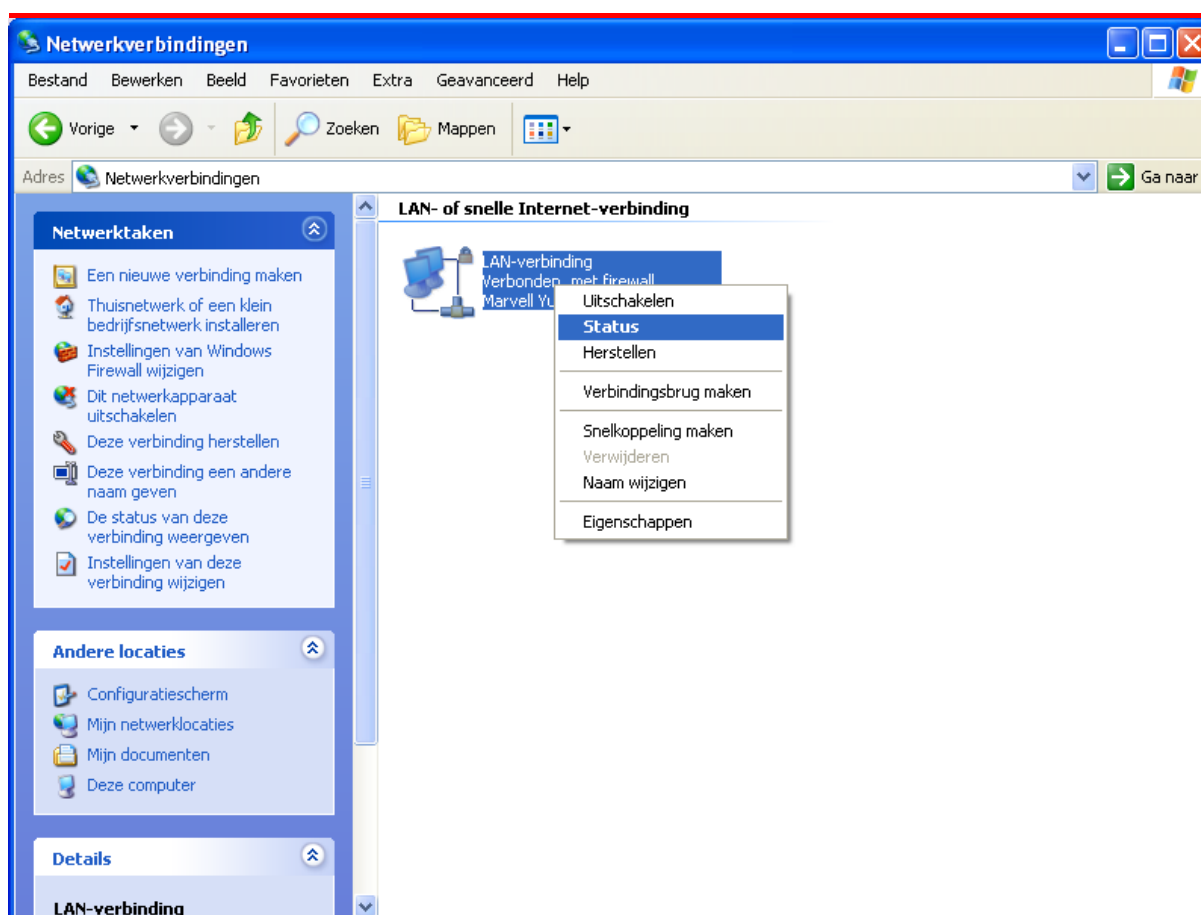 Netwerkverbindingen
Bestand Bewerken Beeld Favorieten Extra Geavanceerd Help
Vorige Zoeken Mappen
Adres Netwerkverbindingen Ga naar
Netwerktaken
Een nieuwe verbinding maken
Thuisnetwerk of een klein
bedrijfsnetwerk installeren
Instellingen van Windows
Firewall wijzigen
Dit netwerkapparaat
uitschakelen
Deze verbinding herstellen
Deze verbinding een andere
naam geven
De status van deze
verbinding weergeven
Instellingen van deze
verbinding wijzigen
Andere locaties
Configuratiescherm
Mijn netwerklocaties
Mijn documenten
Deze computer
Details
LAN-verbinding
LAN- of snelle Internet-verbinding
LAN-verbinding
Verbonden, met firewall
Marvell Yu
Uitschakelen
Status
Herstellen
Verbindingsbrug maken
Snelkoppeling maken
Verwijderen
Naam wijzigen
Eigenschappen